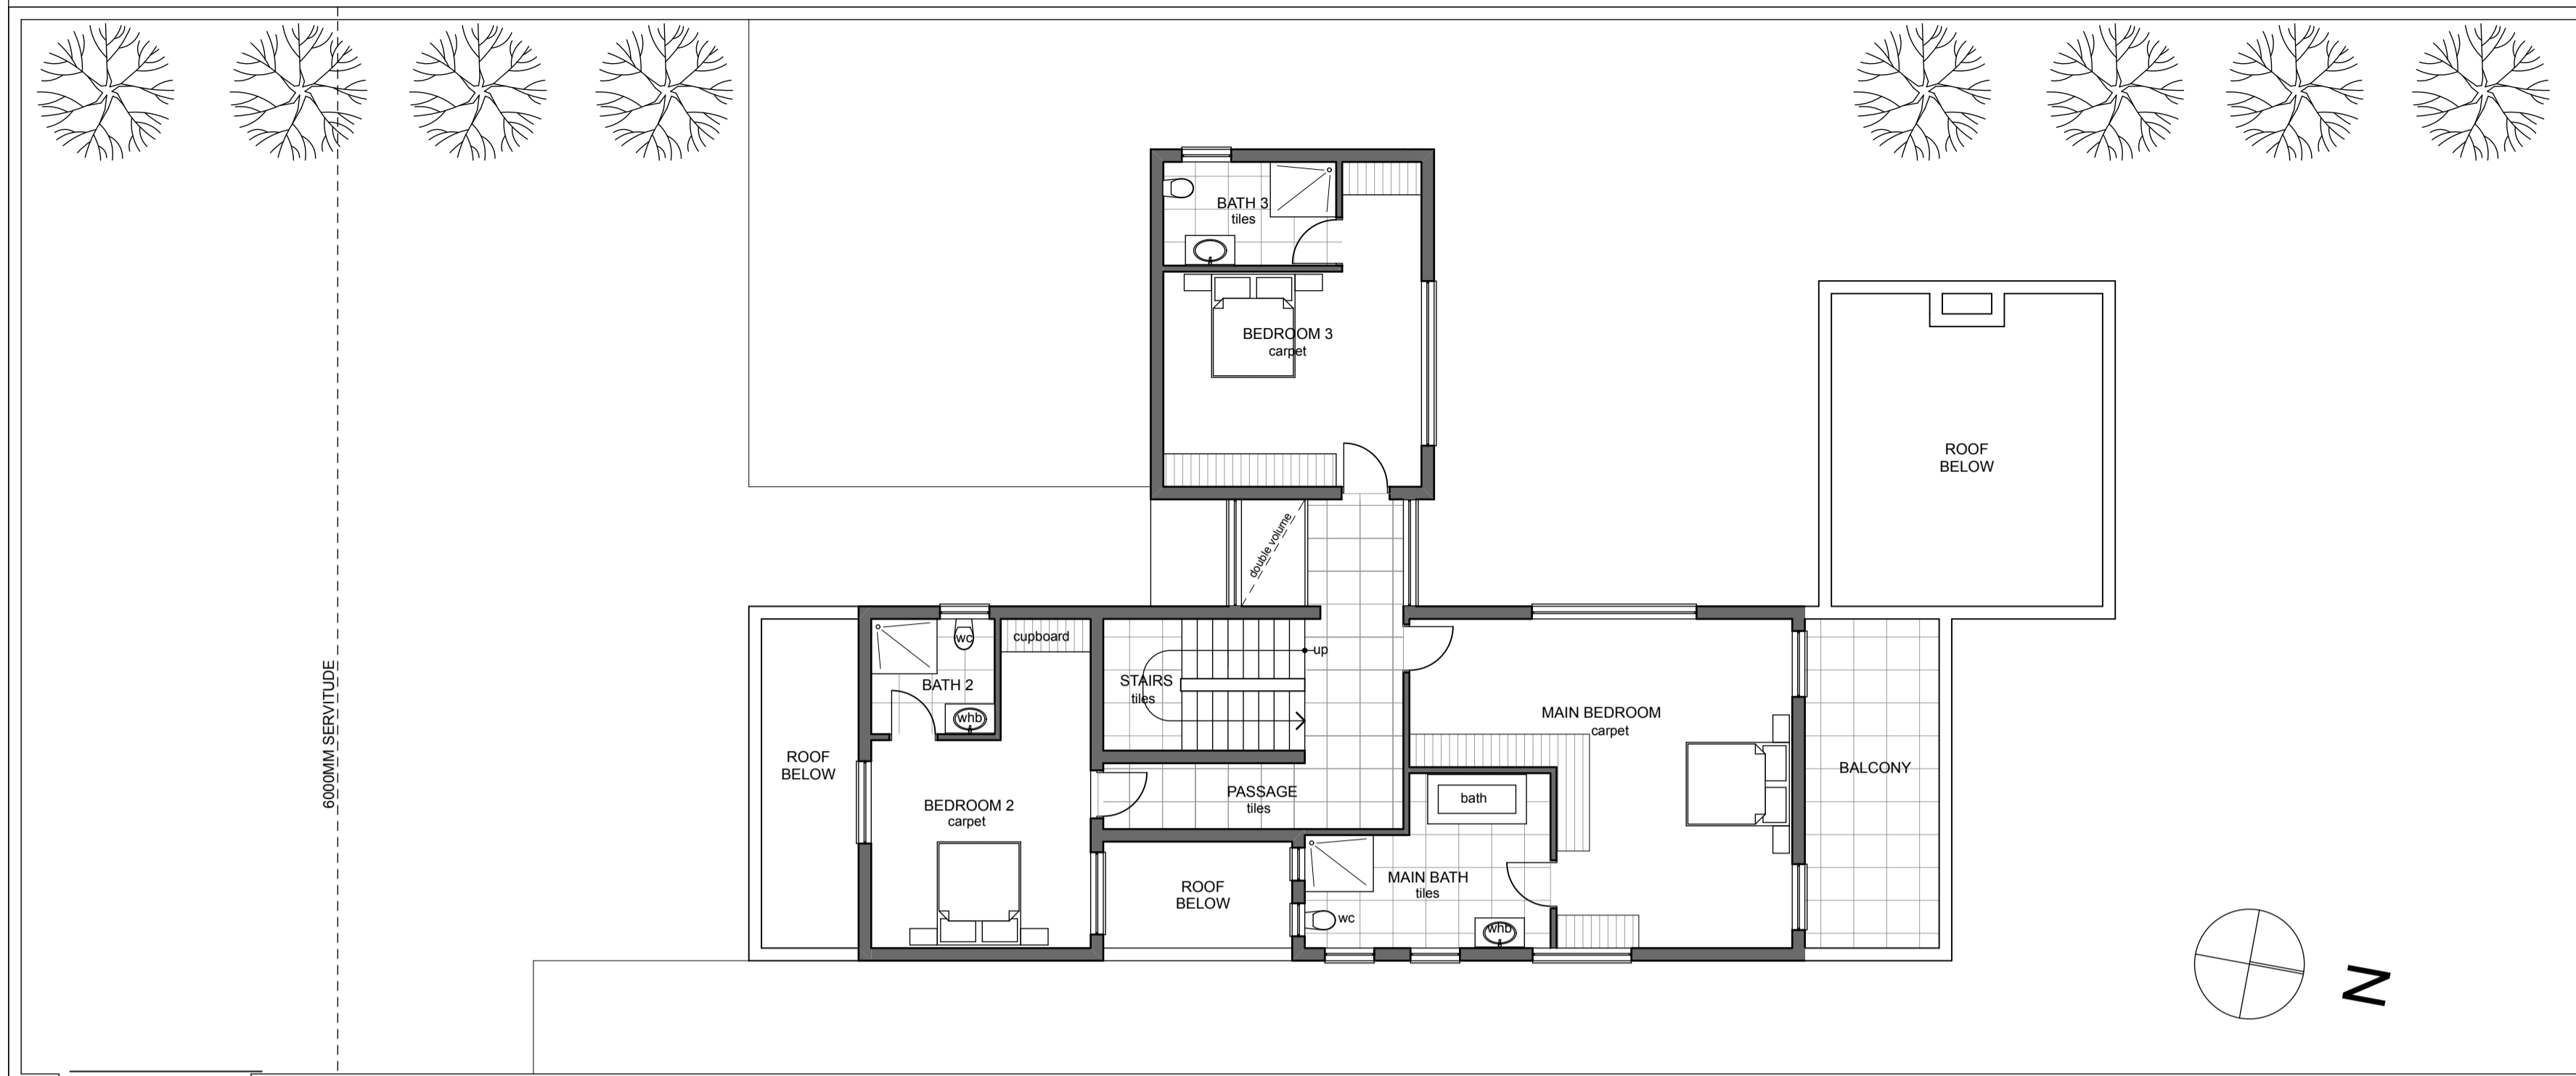 BATH 3
tiles
BEDROOM 3
carpet
ROOF
BELOW
double volume
wc
cupboard
up
BATH 2
STAIRS
tiles
whb
MAIN BEDROOM
carpet
6000MM SERVITUDE
ROOF
BELOW
BALCONY
PASSAGE
tiles
bath
BEDROOM 2
carpet
ROOF
BELOW
MAIN BATH
tiles
wc
whb
N